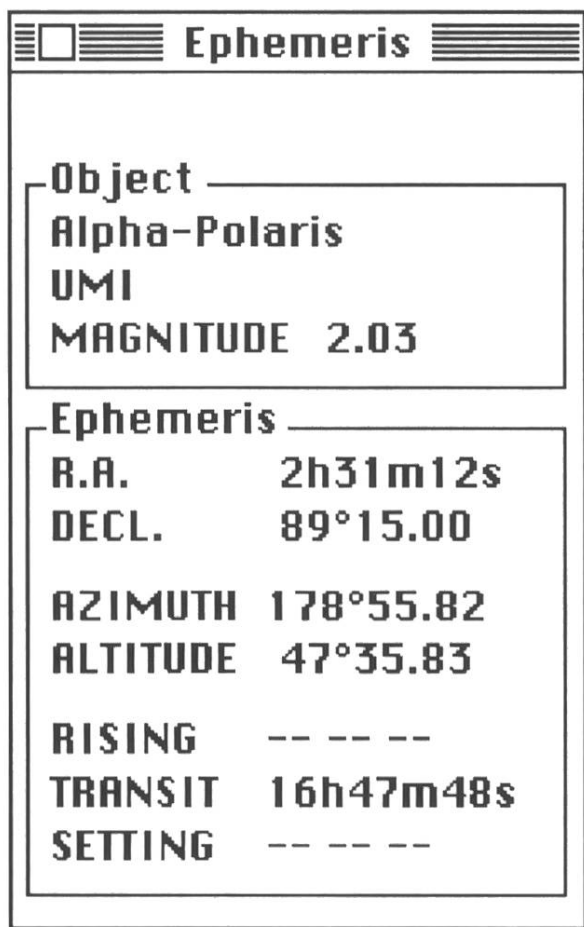 Ephemeris
Object
Alpha-Polaris
UMI
MAGNITUDE 2.03
Ephemeris
R.A. 2h31m12s
DECL. 89°15.00
AZIMUTH 178°55.82
ALTITUDE 47°35.83
RISING -- -- --
TRANSIT 16h47m48s
SETTING -- -- --